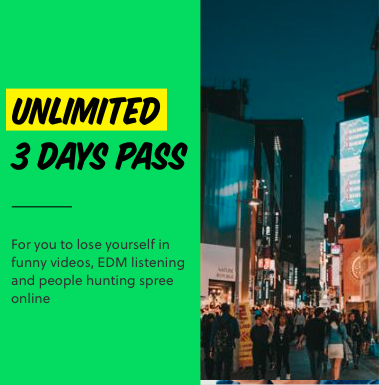 UNLIMITED
3 DAYS PASS
For you to lose yourself in
funny videos, EDM listening
and people hunting spree
online